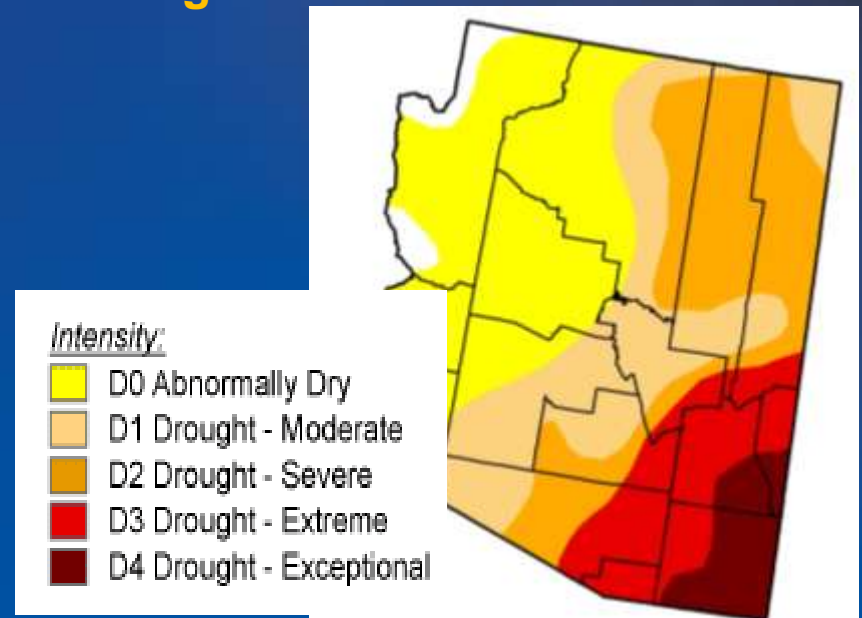 Intensity:
D0 Abnormally Dry
D1 Drought - Moderate
D2 Drought - Severe
D3 Drought - Extreme
D4 Drought - Exceptional